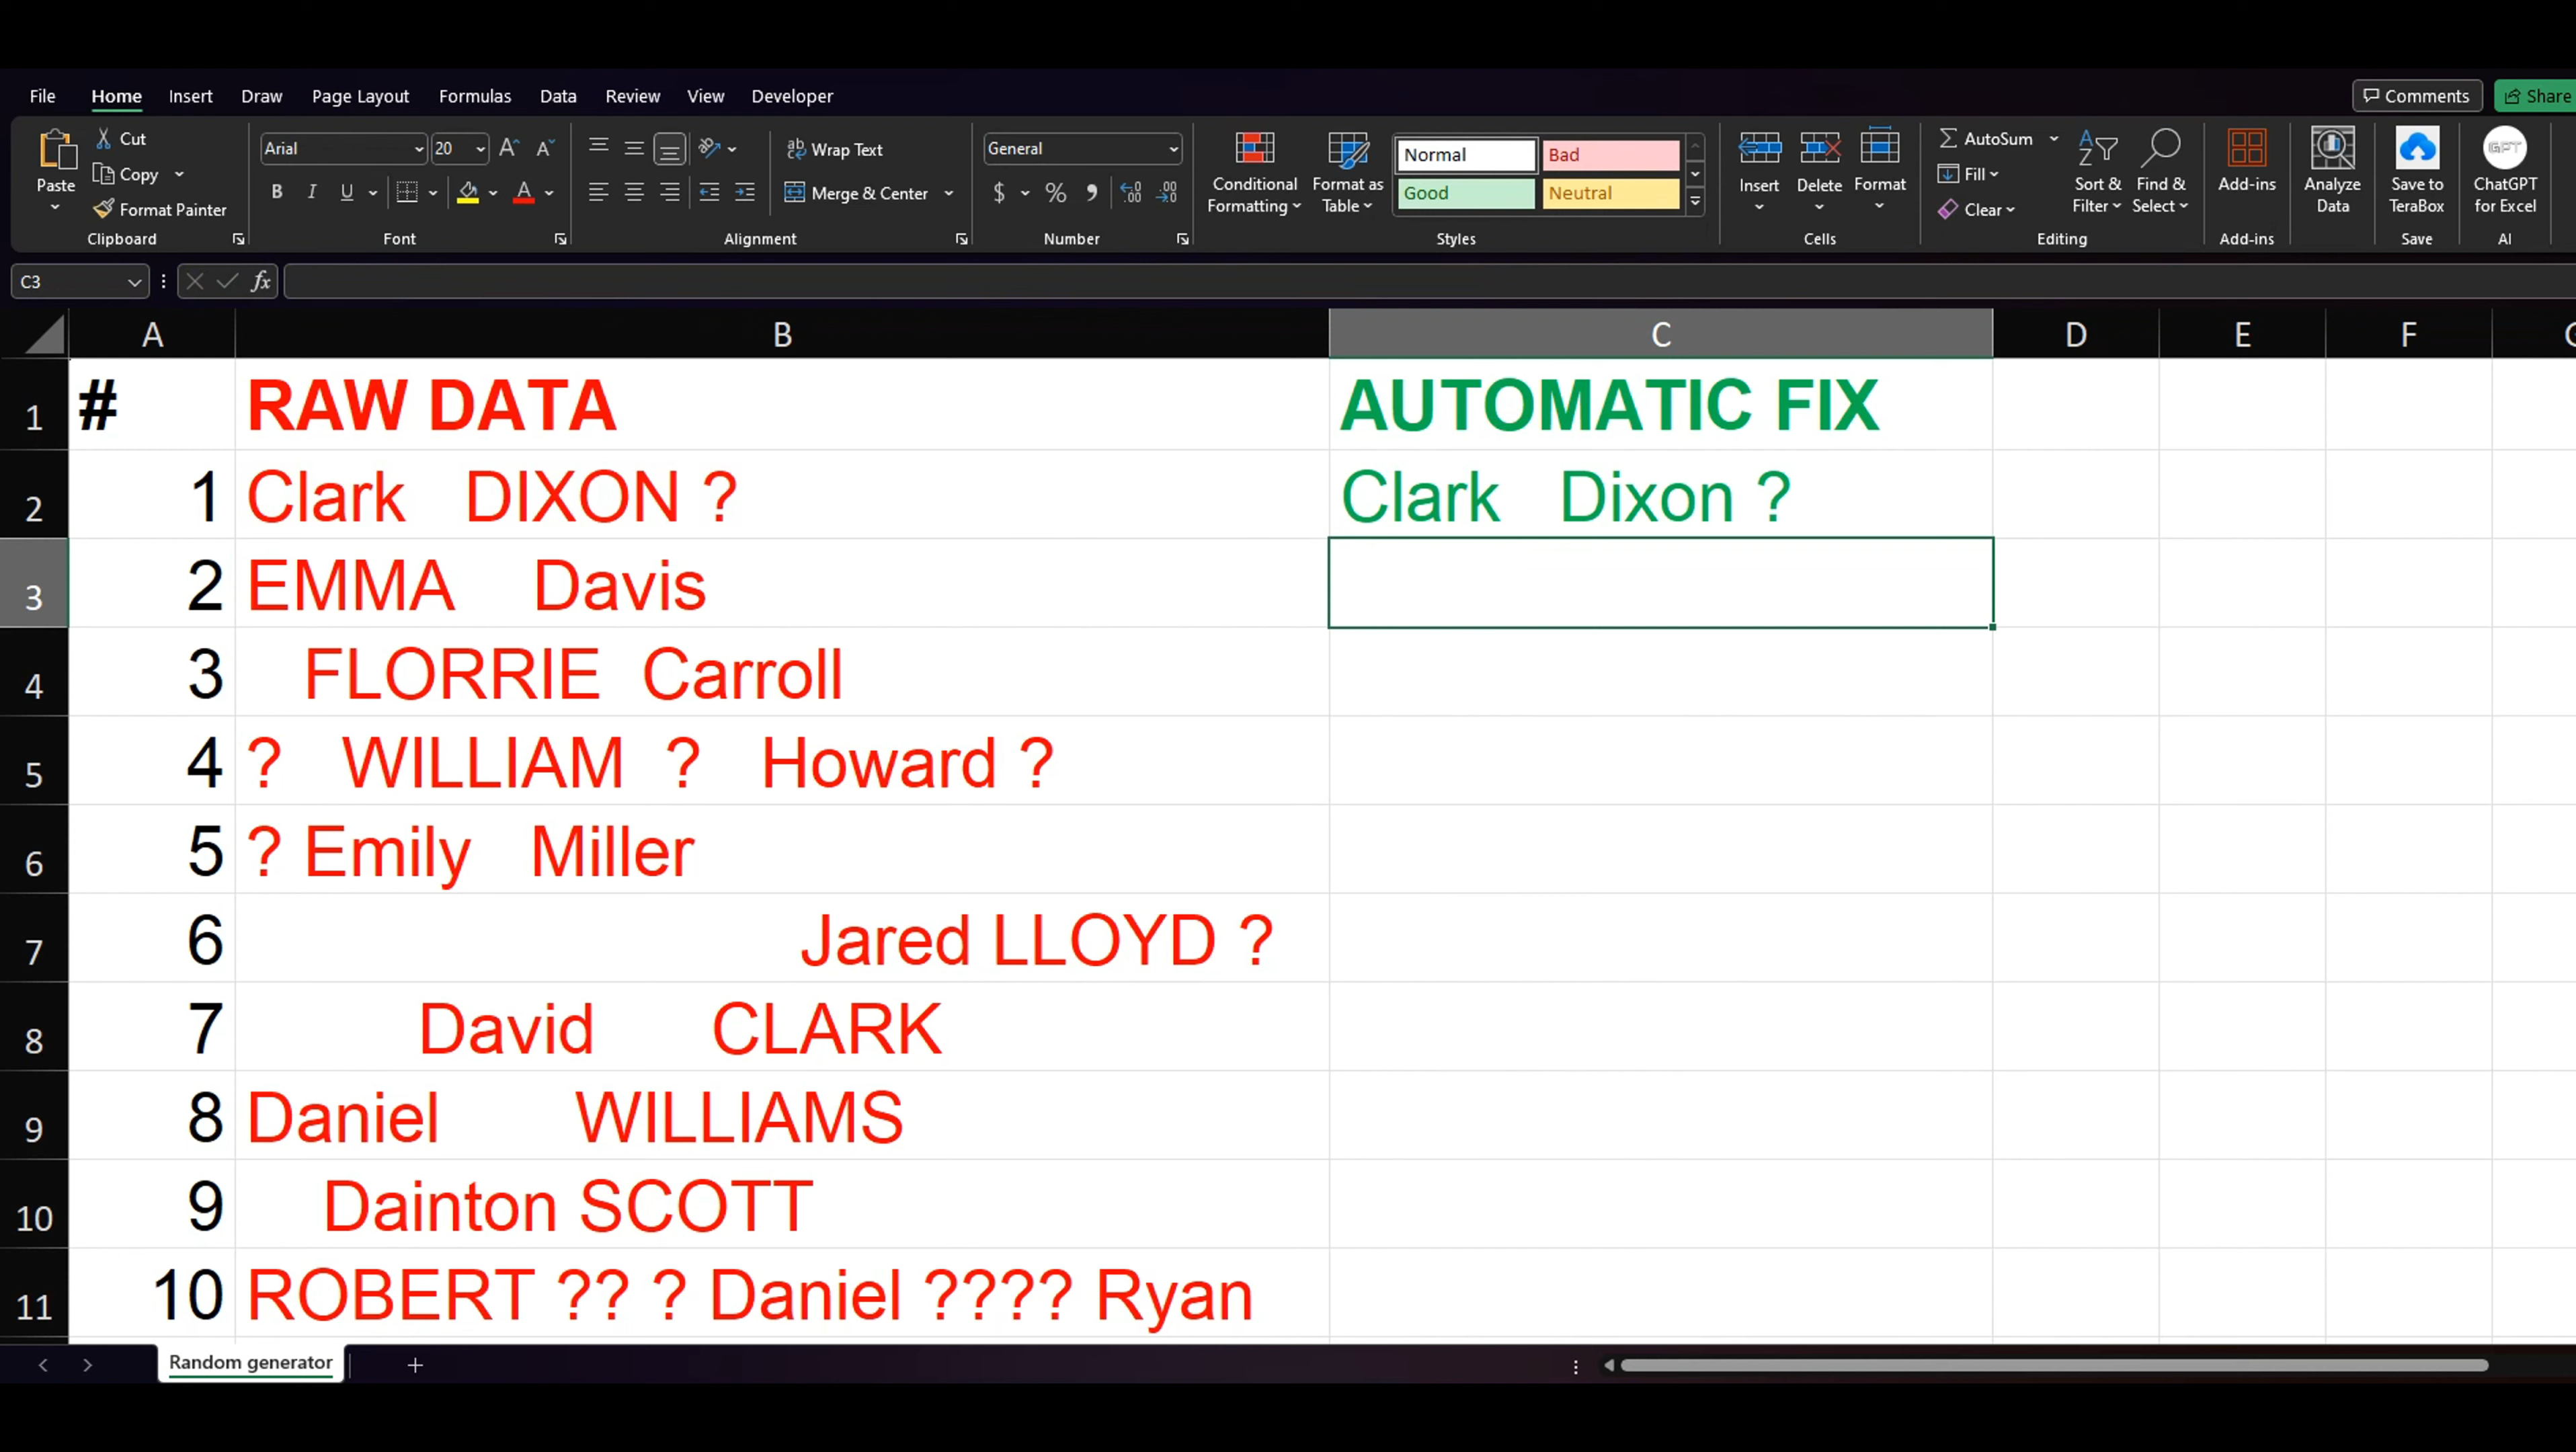 File Home Insert Draw Page Layout Formulas Data Review View Developer Comments Share
Cut
Copy
Format Painter
Paste
Clipboard
Arial 20
B I U
Font
Wrap Text
Merge & Center
Alignment
General
$ % 9
Number
Conditional Formatting
Format as Table
Normal Bad
Good Neutral
Styles
Insert Delete Format
Cells
AutoSum
Fill
Clear
Sort & Filter
Find & Select
Editing
Add-ins
Add-ins
Analyze Data
Save to TeraBox
Save
GPT
ChatGPT for Excel
AI
C3 fx
A B C D E F
1 # RAW DATA AUTOMATIC FIX
2 1 Clark DIXON ? Clark Dixon ?
3 2 EMMA Davis
4 3 FLORRIE Carroll
5 4 ? WILLIAM ? Howard ?
6 5 ? Emily Miller
7 6 Jared LLOYD ?
8 7 David CLARK
9 8 Daniel WILLIAMS
10 9 Dainton SCOTT
11 10 ROBERT ?? ? Daniel ???? Ryan
Random generator